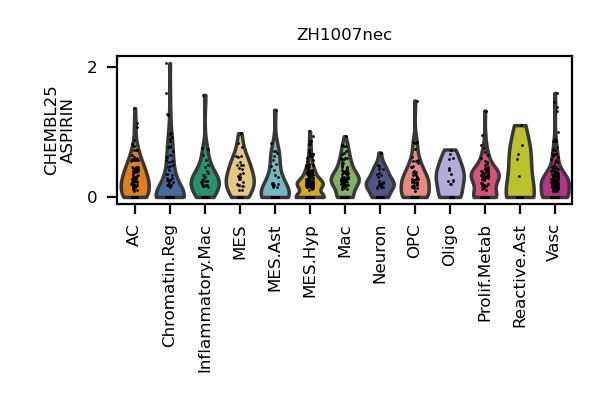 ZH1007nec
CHEMBL25
ASPIRIN
2
0
AC
Chromatin.Reg
Inflammatory.Mac
MES
MES.Ast
MES.Hyp
Mac
Neuron
OPC
Oligo
Prolif.Metab
Reactive.Ast
Vasc